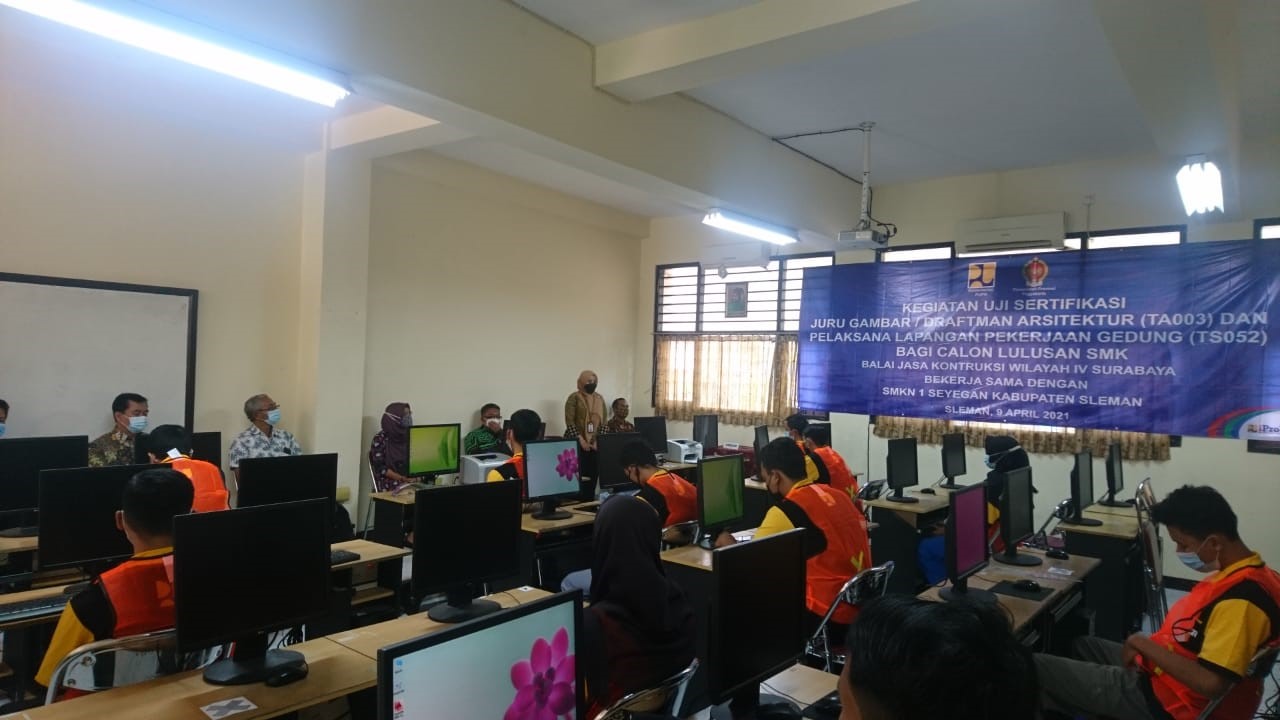 PUPR
KEGIATAN UJI SERTIFIKASI
JURU GAMBAR / DRAFTMAN ARSITEKTUR (TA003) DAN
PELAKSANA LAPANGAN PEKERJAAN GEDUNG (TS052)
BAGI CALON LULUSAN SMK
BALAI JASA KONTRUKSI WILAYAH IV SURABAYA
BEKERJA SAMA DENGAN
SMKN 1 SEYEGAN KABUPATEN SLEMAN
SLEMAN, 9 APRIL 2021